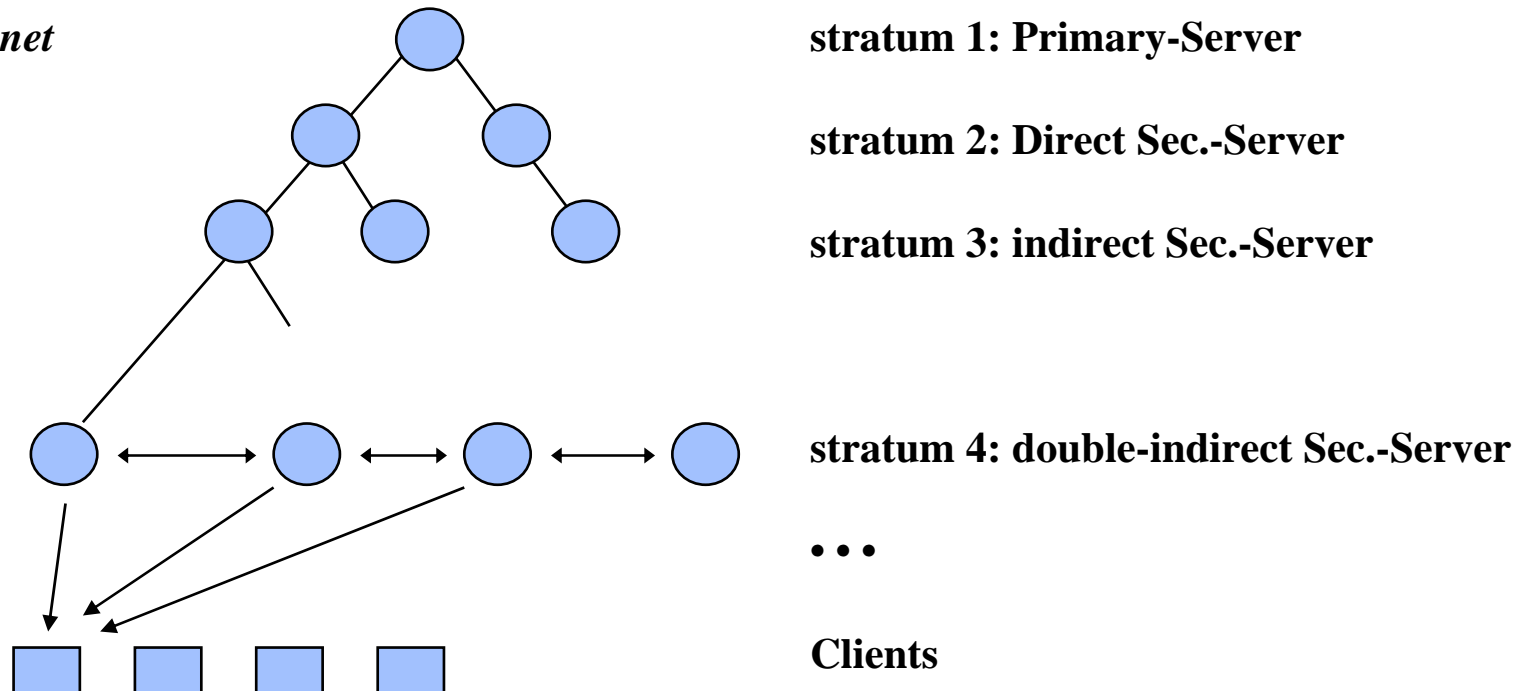 net
stratum 1: Primary-Server
stratum 2: Direct Sec.-Server
stratum 3: indirect Sec.-Server
stratum 4: double-indirect Sec.-Server
• • •
Clients